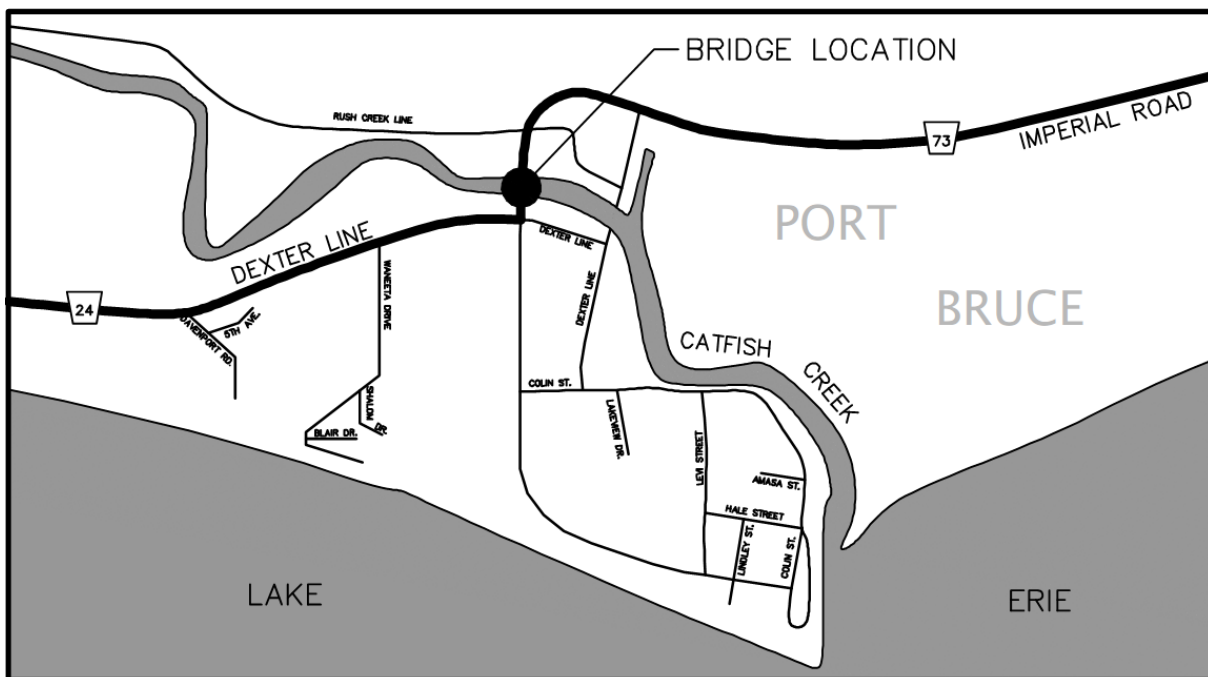 BRIDGE LOCATION
RUSH CREEK LINE
73
IMPERIAL ROAD
PORT
BRUCE
DEXTER LINE
DEXTER LINE
DEXTER LINE
24
WANEETA DRIVE
5TH AVE.
DAVENPORT RD.
CATFISH
CREEK
COLIN ST.
SHALOM DR.
LAKEVIEW DR.
BLAIR DR.
LEVI STREET
AMASA ST.
HALE STREET
LINDLEY ST.
COLIN ST.
LAKE
ERIE